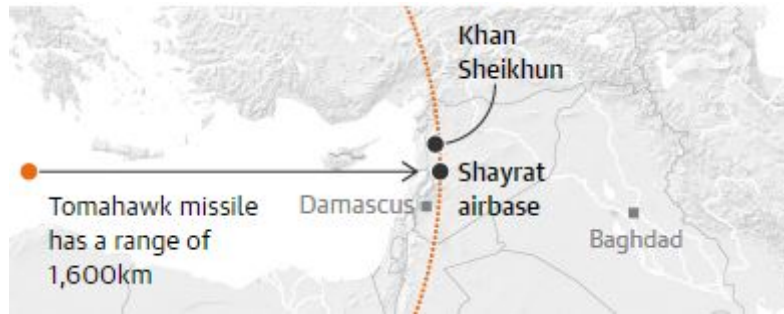 Khan
Sheikhun
Shayrat
airbase
Tomahawk missile
has a range of
1,600km
Damascus
Baghdad